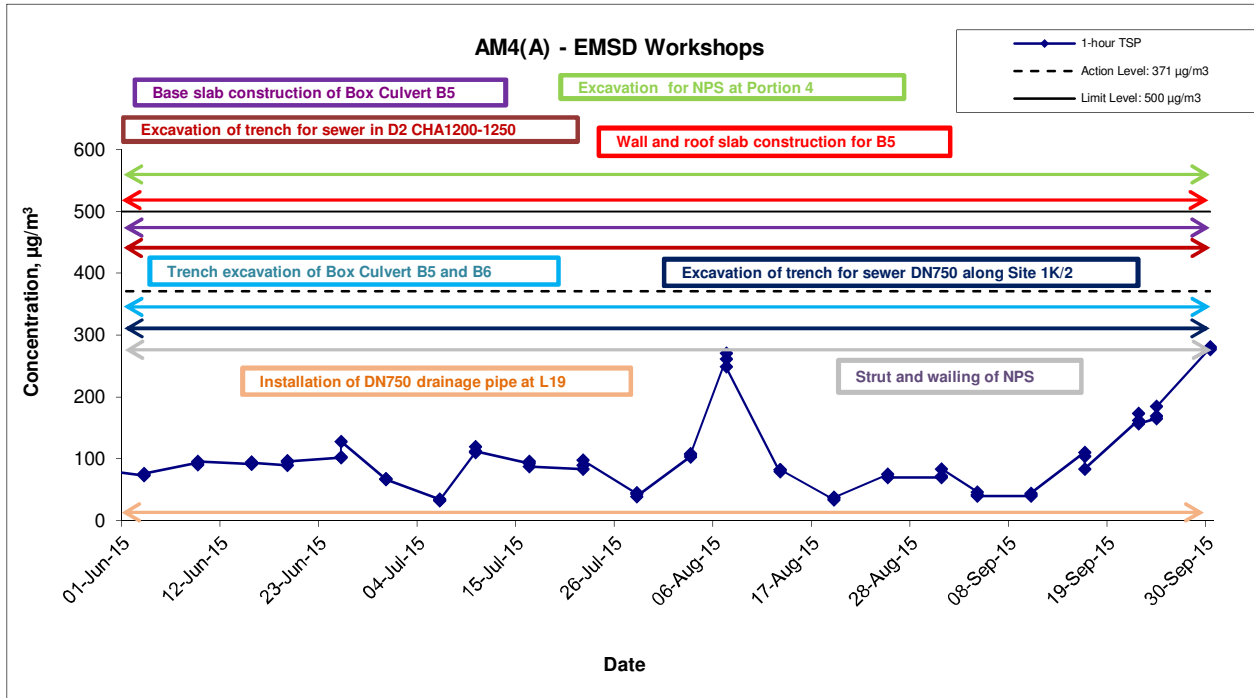 AM4(A) - EMSD Workshops
1-hour TSP
Action Level: 371 µg/m3
Limit Level: 500 µg/m3
Base slab construction of Box Culvert B5
Excavation for NPS at Portion 4
Excavation of trench for sewer in D2 CHA1200-1250
Wall and roof slab construction for B5
Trench excavation of Box Culvert B5 and B6
Excavation of trench for sewer DN750 along Site 1K/2
Installation of DN750 drainage pipe at L19
Strut and wailing of NPS
Concentration, µg/m³
600
500
400
300
200
100
0
01-Jun-15
12-Jun-15
23-Jun-15
04-Jul-15
15-Jul-15
26-Jul-15
06-Aug-15
17-Aug-15
28-Aug-15
08-Sep-15
19-Sep-15
30-Sep-15
Date